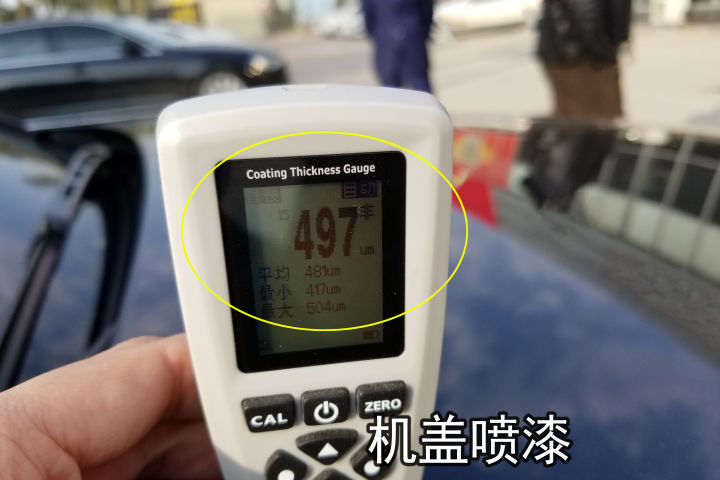 Coating Thickness Gauge
自动
15
497
非
um
平均 481um
最小 417um
最大 504um
CAL
ZERO
机盖喷漆